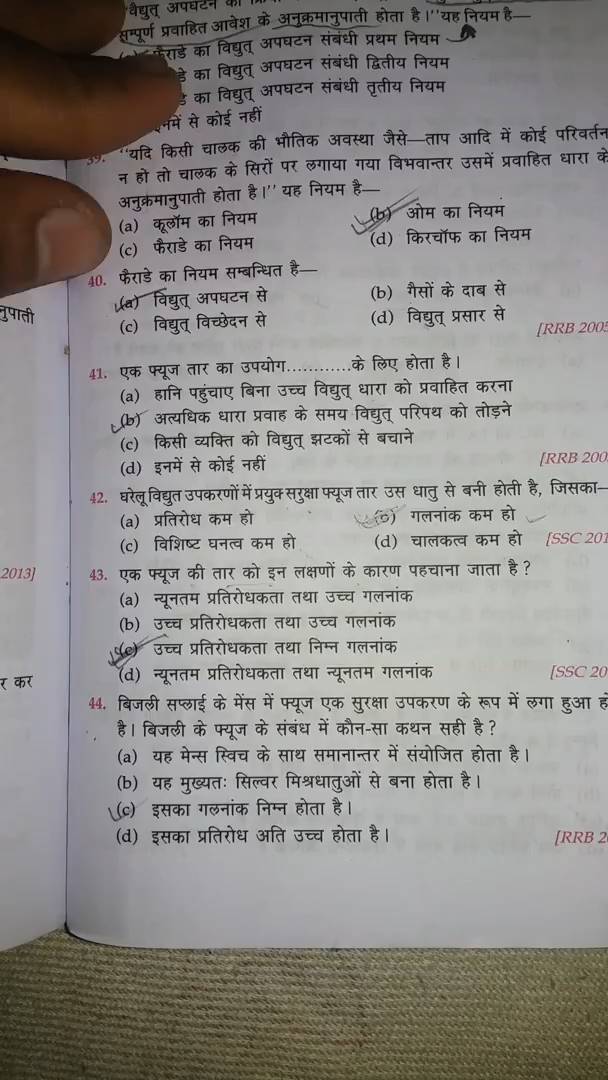 "वैद्युत् अपघटन की
सम्पूर्ण प्रवाहित आवेश के अनुक्रमानुपाती होता है।''यह नियम है—
फैराडे का विद्युत् अपघटन संबंधी प्रथम नियम
का विद्युत् अपघटन संबंधी द्वितीय नियम
का विद्युत् अपघटन संबंधी तृतीय नियम
इनमें से कोई नहीं
39. ''यदि किसी चालक की भौतिक अवस्था जैसे—ताप आदि में कोई परिवर्तन
न हो तो चालक के सिरों पर लगाया गया विभवान्तर उसमें प्रवाहित धारा के
अनुक्रमानुपाती होता है।'' यह नियम है—
(a) कूलॉम का नियम (b) ओम का नियम
(c) फैराडे का नियम (d) किरचॉफ का नियम
40. फैराडे का नियम सम्बन्धित है—
(a) विद्युत् अपघटन से (b) गैसों के दाब से
(c) विद्युत् विच्छेदन से (d) विद्युत् प्रसार से
[RRB 2005
41. एक फ्यूज तार का उपयोग............के लिए होता है।
(a) हानि पहुंचाए बिना उच्च विद्युत् धारा को प्रवाहित करना
(b) अत्यधिक धारा प्रवाह के समय विद्युत् परिपथ को तोड़ने
(c) किसी व्यक्ति को विद्युत् झटकों से बचाने
(d) इनमें से कोई नहीं [RRB 200
42. घरेलू विद्युत उपकरणों में प्रयुक्त सुरक्षा फ्यूज तार उस धातु से बनी होती है, जिसका—
(a) प्रतिरोध कम हो (b) गलनांक कम हो
(c) विशिष्ट घनत्व कम हो (d) चालकत्व कम हो [SSC 201
43. एक फ्यूज की तार को इन लक्षणों के कारण पहचाना जाता है?
(a) न्यूनतम प्रतिरोधकता तथा उच्च गलनांक
(b) उच्च प्रतिरोधकता तथा उच्च गलनांक
(c) उच्च प्रतिरोधकता तथा निम्न गलनांक
(d) न्यूनतम प्रतिरोधकता तथा न्यूनतम गलनांक [SSC 20
44. बिजली सप्लाई के मेंस में फ्यूज एक सुरक्षा उपकरण के रूप में लगा हुआ ह
है। बिजली के फ्यूज के संबंध में कौन-सा कथन सही है?
(a) यह मेन्स स्विच के साथ समानान्तर में संयोजित होता है।
(b) यह मुख्यतः सिल्वर मिश्रधातुओं से बना होता है।
(c) इसका गलनांक निम्न होता है।
(d) इसका प्रतिरोध अति उच्च होता है। [RRB 2
नुपाती
2013]
र कर